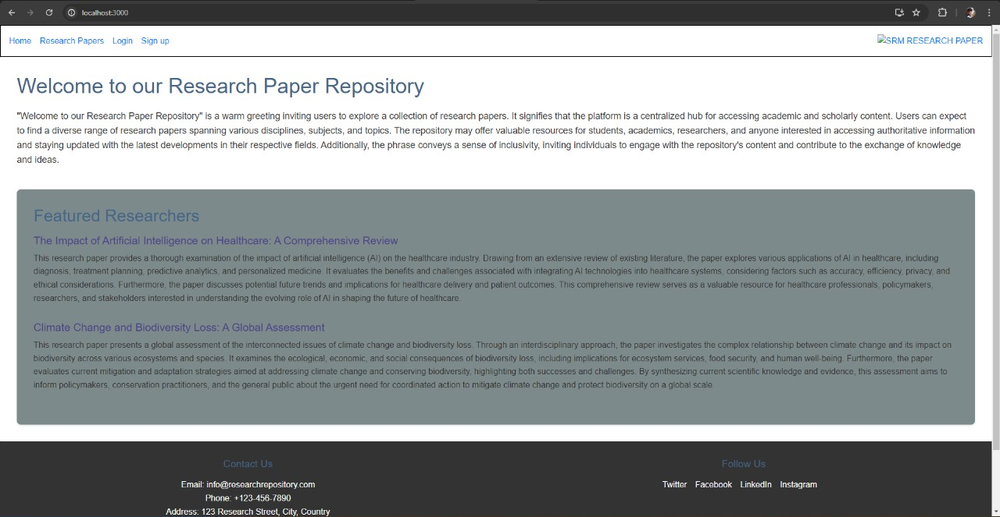 localhost:3000
Home Research Papers Login Sign up SRM RESEARCH PAPER
Welcome to our Research Paper Repository
"Welcome to our Research Paper Repository" is a warm greeting inviting users to explore a collection of research papers. It signifies that the platform is a centralized hub for accessing academic and scholarly content. Users can expect
to find a diverse range of research papers spanning various disciplines, subjects, and topics. The repository may offer valuable resources for students, academics, researchers, and anyone interested in accessing authoritative information
and staying updated with the latest developments in their respective fields. Additionally, the phrase conveys a sense of inclusivity, inviting individuals to engage with the repository's content and contribute to the exchange of knowledge
and ideas.
Featured Researchers
The Impact of Artificial Intelligence on Healthcare: A Comprehensive Review
This research paper provides a thorough examination of the impact of artificial intelligence (AI) on the healthcare industry. Drawing from an extensive review of existing literature, the paper explores various applications of AI in healthcare, including
diagnosis, treatment planning, predictive analytics, and personalized medicine. It evaluates the benefits and challenges associated with integrating AI technologies into healthcare systems, considering factors such as accuracy, efficiency, privacy, and
ethical considerations. Furthermore, the paper discusses potential future trends and implications for healthcare delivery and patient outcomes. This comprehensive review serves as a valuable resource for healthcare professionals, policymakers,
researchers, and stakeholders interested in understanding the evolving role of AI in shaping the future of healthcare.
Climate Change and Biodiversity Loss: A Global Assessment
This research paper presents a global assessment of the interconnected issues of climate change and biodiversity loss. Through an interdisciplinary approach, the paper investigates the complex relationship between climate change and its impact on
biodiversity across various ecosystems and species. It examines the ecological, economic, and social consequences of biodiversity loss, including implications for ecosystem services, food security, and human well-being. Furthermore, the paper
evaluates current mitigation and adaptation strategies aimed at addressing climate change and conserving biodiversity, highlighting both successes and challenges. By synthesizing current scientific knowledge and evidence, this assessment aims to
inform policymakers, conservation practitioners, and the general public about the urgent need for coordinated action to mitigate climate change and protect biodiversity on a global scale.
Contact Us
Email: info@researchrepository.com
Phone: +123-456-7890
Address: 123 Research Street, City, Country
Follow Us
Twitter Facebook LinkedIn Instagram